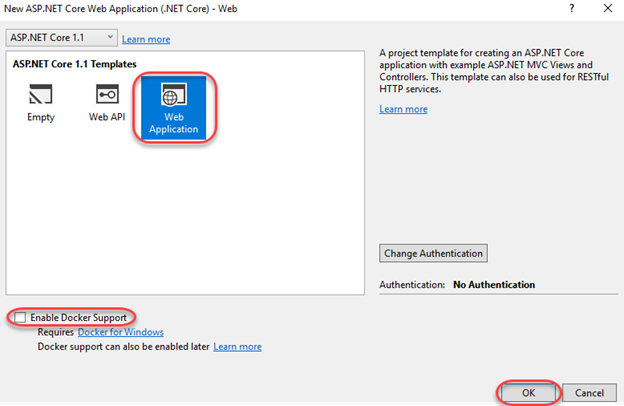 New ASP.NET Core Web Application (.NET Core) - Web
ASP.NET Core 1.1
Learn more
ASP.NET Core 1.1 Templates
Empty
Web API
Web
Application
A project template for creating an ASP.NET Core
application with example ASP.NET MVC Views and
Controllers. This template can also be used for RESTful
HTTP services.
Learn more
Change Authentication
Authentication: No Authentication
Enable Docker Support
Requires Docker for Windows
Docker support can also be enabled later Learn more
OK
Cancel